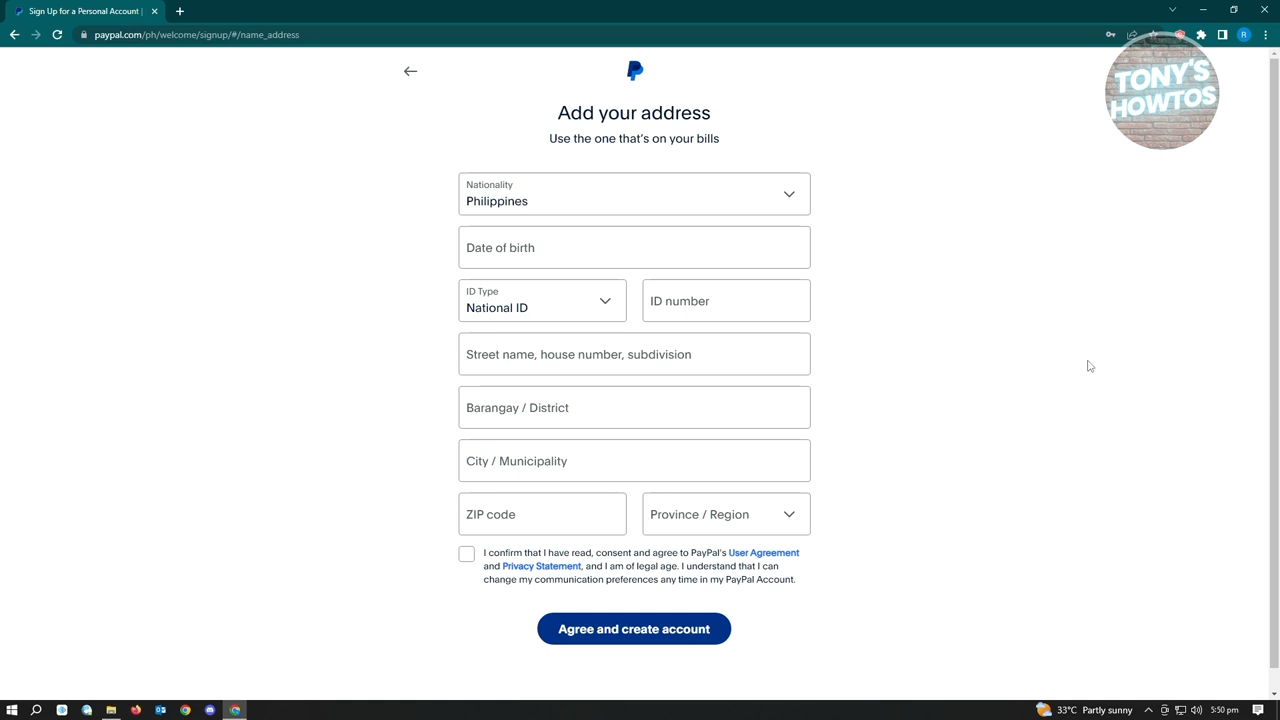 Sign Up for a Personal Account |
paypal.com/ph/welcome/signup/#/name_address
R
TONY'S
HOWTOS
Add your address
Use the one that's on your bills
Nationality
Philippines
Date of birth
ID Type
National ID
ID number
Street name, house number, subdivision
Barangay / District
City / Municipality
ZIP code
Province / Region
I confirm that I have read, consent and agree to PayPal's User Agreement
and Privacy Statement, and I am of legal age. I understand that I can
change my communication preferences any time in my PayPal Account.
Agree and create account
33°C Partly sunny
5:50 pm